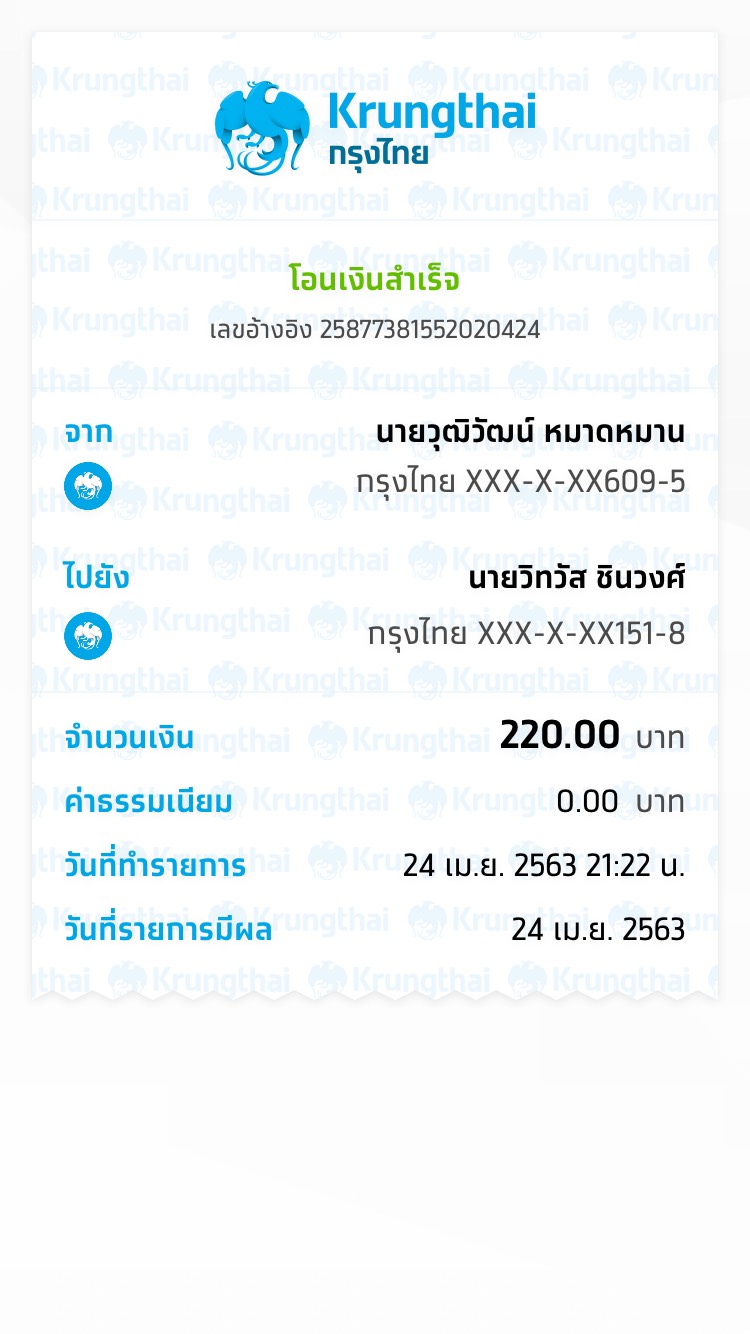 Krungthai
กรุงไทย
โอนเงินสำเร็จ
เลขอ้างอิง 25877381552020424
จาก นายวุฒิวัฒน์ หมาดหมาน
กรุงไทย XXX-X-XX609-5
ไปยัง นายวิทวัส ชินวงศ์
กรุงไทย XXX-X-XX151-8
จำนวนเงิน 220.00 บาท
ค่าธรรมเนียม 0.00 บาท
วันที่ทำรายการ 24 เม.ย. 2563 21:22 น.
วันที่รายการมีผล 24 เม.ย. 2563